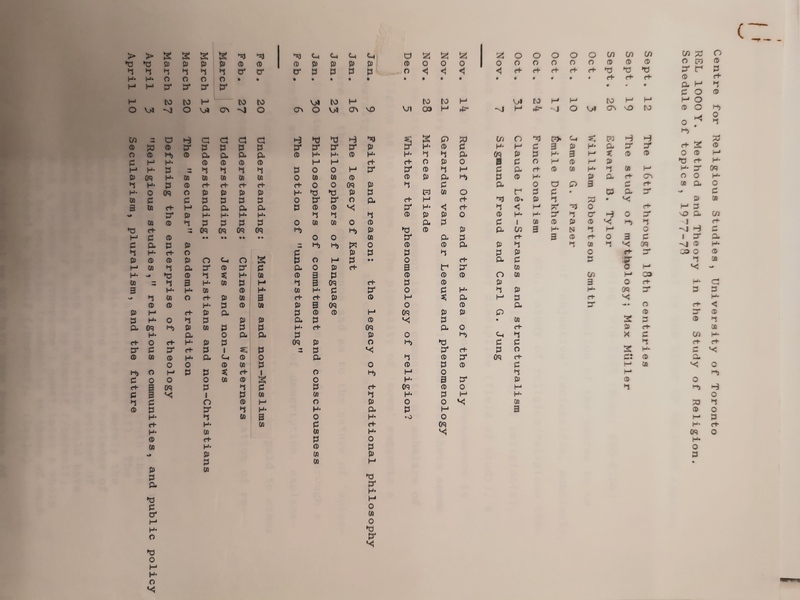 Centre for Religious Studies, University of Toronto
REL 1000Y. Method and Theory in the Study of Religion.
Schedule of topics, 1977-78
Sept. 12 The 16th through 18th centuries
Sept. 19 The study of mythology; Max Müller
Sept. 26 Edward B. Tylor
Oct. 3 William Robertson Smith
Oct. 10 James G. Frazer
Oct. 17 Émile Durkheim
Oct. 24 Functionalism
Oct. 31 Claude Lévi-Strauss and structuralism
Nov. 7 Sigmund Freud and Carl G. Jung
Nov. 14 Rudolf Otto and the idea of the holy
Nov. 21 Gerardus van der Leeuw and phenomenology
Nov. 28 Mircea Eliade
Dec. 5 Whither the phenomenology of religion?
Jan. 9 Faith and reason: the legacy of traditional philosophy
Jan. 16 The legacy of Kant
Jan. 23 Philosophers of language
Jan. 30 Philosophers of commitment and consciousness
Feb. 6 The notion of "understanding"
Feb. 20 Understanding: Muslims and non-Muslims
Feb. 27 Understanding: Chinese and Westerners
March 6 Understanding: Jews and non-Jews
March 13 Understanding: Christians and non-Christians
March 20 The "secular" academic tradition
March 27 Defining the enterprise of theology
April 3 "Religious studies," religious communities, and public policy
April 10 Secularism, pluralism, and the future